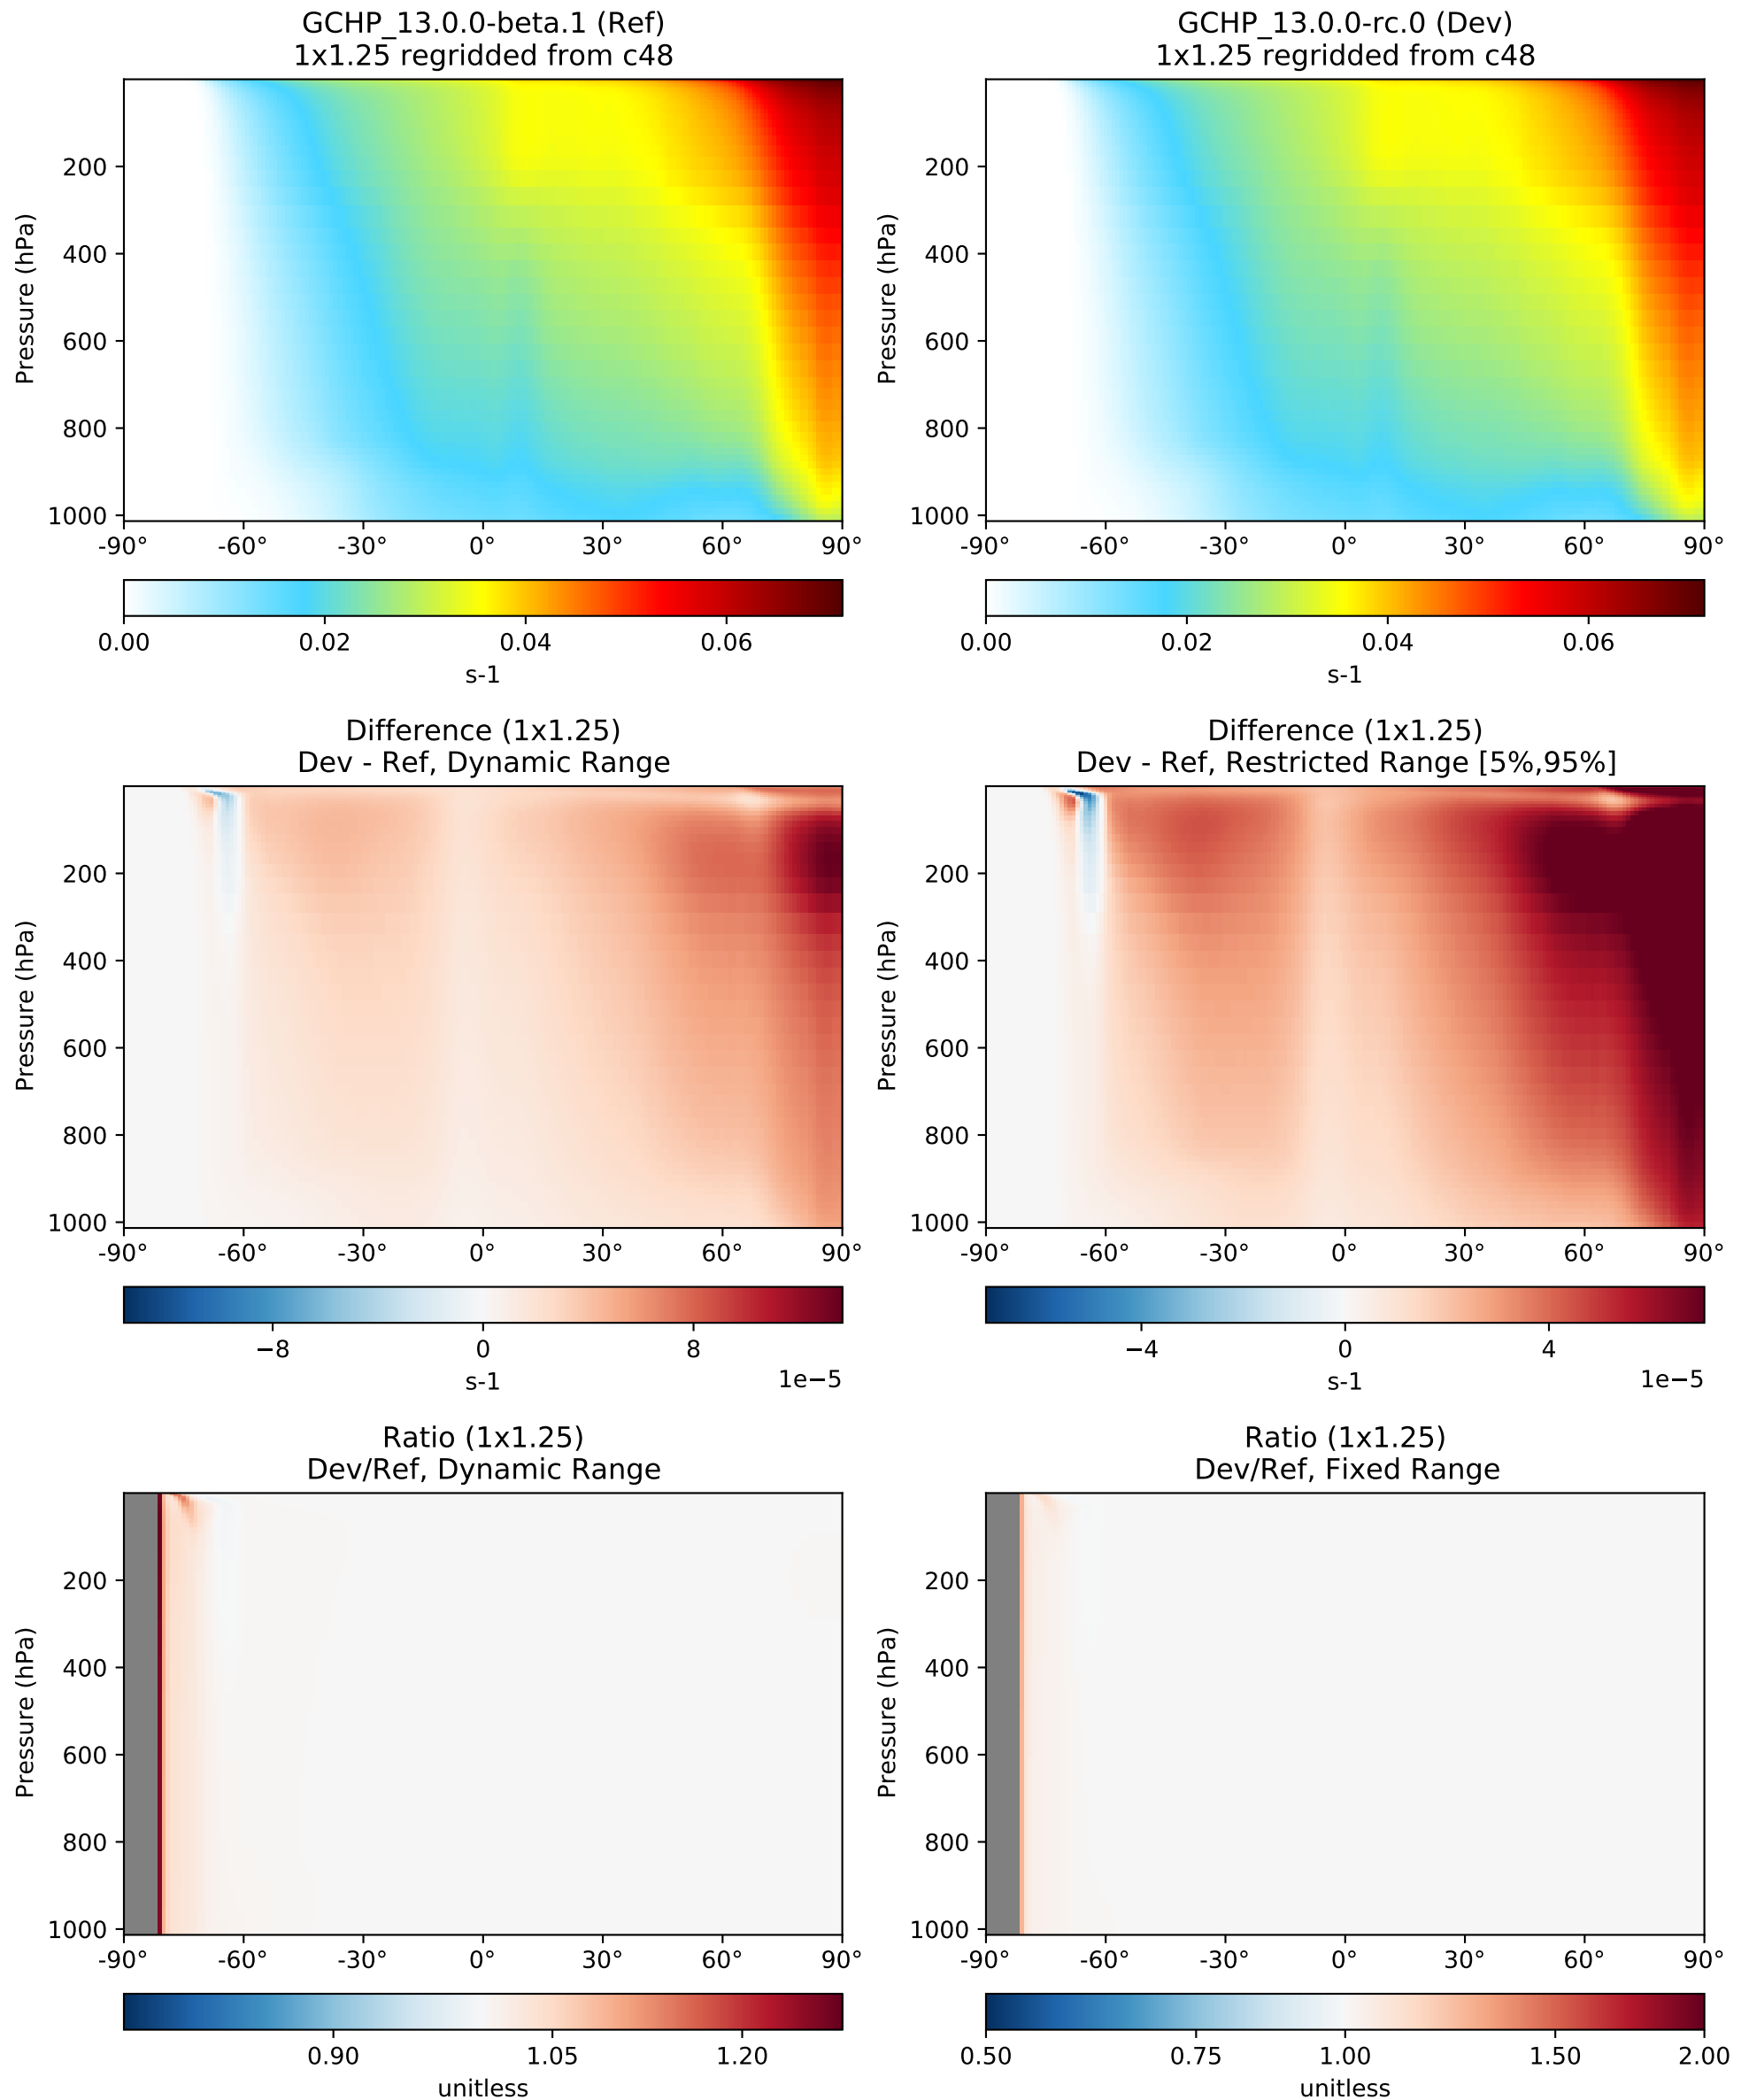 GCHP_13.0.0-beta.1 (Ref)
1x1.25 regridded from c48
Pressure (hPa)
200
400
600
800
1000
-90° -60° -30° 0° 30° 60° 90°
0.00 0.02 0.04 0.06
s-1
GCHP_13.0.0-rc.0 (Dev)
1x1.25 regridded from c48
Pressure (hPa)
200
400
600
800
1000
-90° -60° -30° 0° 30° 60° 90°
0.00 0.02 0.04 0.06
s-1
Difference (1x1.25)
Dev - Ref, Dynamic Range
Pressure (hPa)
200
400
600
800
1000
-90° -60° -30° 0° 30° 60° 90°
−8 0 8
s-1 1e−5
Difference (1x1.25)
Dev - Ref, Restricted Range [5%,95%]
Pressure (hPa)
200
400
600
800
1000
-90° -60° -30° 0° 30° 60° 90°
−4 0 4
s-1 1e−5
Ratio (1x1.25)
Dev/Ref, Dynamic Range
Pressure (hPa)
200
400
600
800
1000
-90° -60° -30° 0° 30° 60° 90°
0.90 1.05 1.20
unitless
Ratio (1x1.25)
Dev/Ref, Fixed Range
Pressure (hPa)
200
400
600
800
1000
-90° -60° -30° 0° 30° 60° 90°
0.50 0.75 1.00 1.50 2.00
unitless